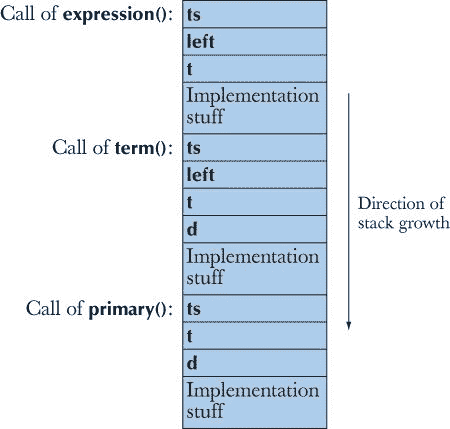 Call of expression(): ts
left
t
Implementation
stuff
Call of term(): ts
left
t
d
Implementation
stuff
Call of primary(): ts
t
d
Implementation
stuff
Direction of
stack growth